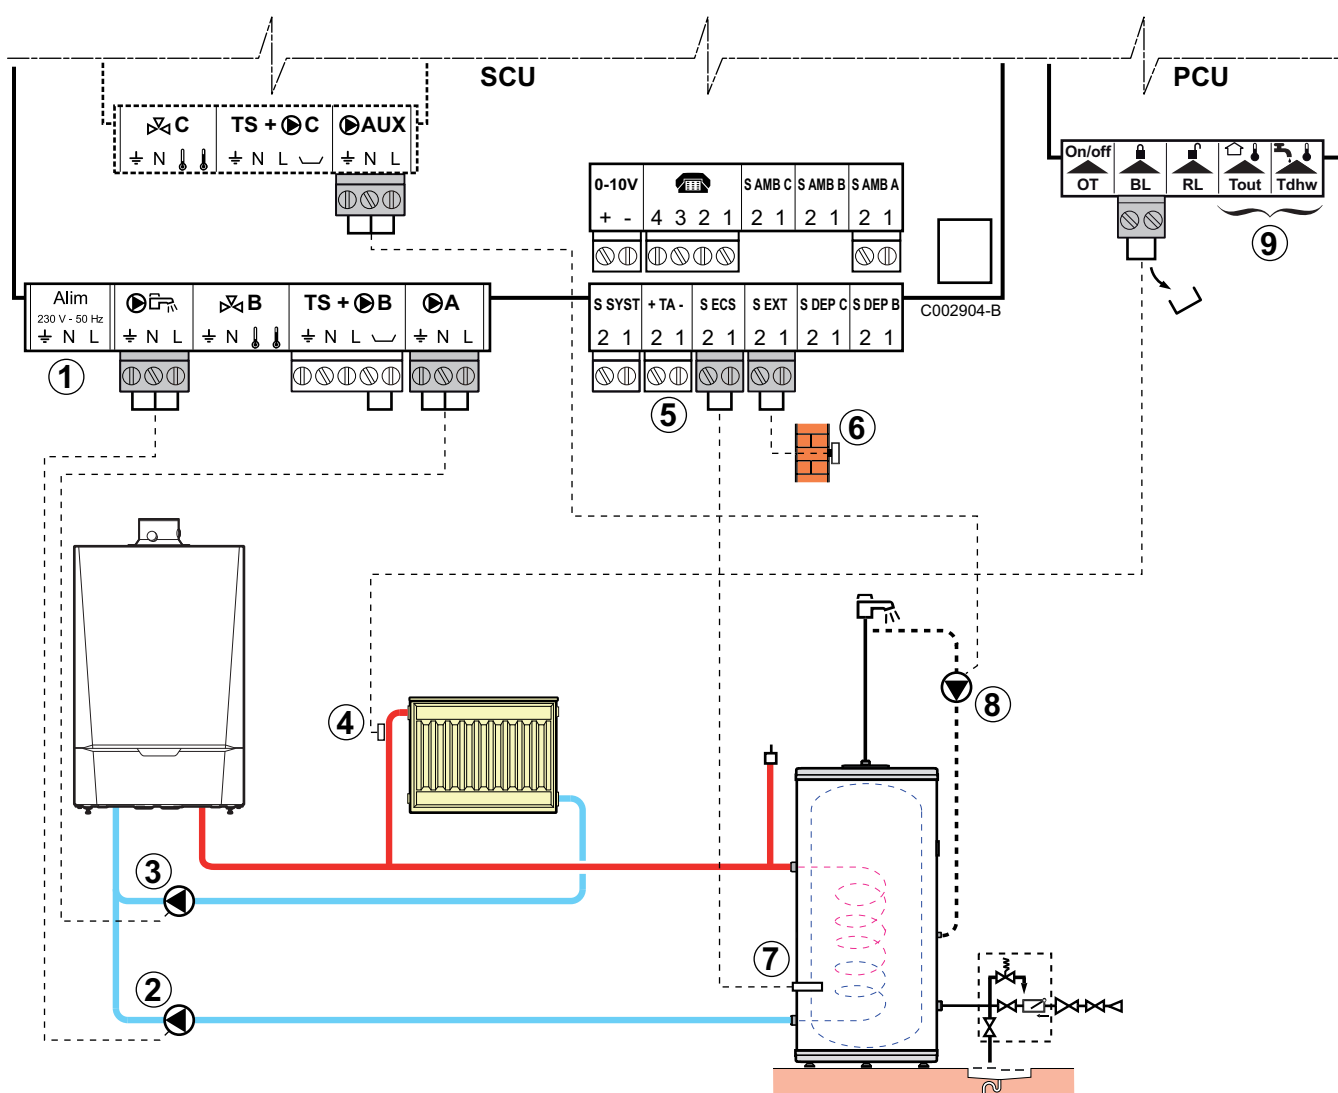 SCU
PCU
C
TS + C
AUX
N
N L
N L
On/off
OT
BL
RL
Tout
Tdhw
9
0-10V
S AMB C
S AMB B
S AMB A
+ -
4 3 2 1
2 1
2 1
2 1
C002904-B
Alim
230 V - 50 Hz
N L
N L
B
N
TS + B
N L
A
N L
S SYST
+ TA -
S ECS
S EXT
S DEP C
S DEP B
2 1
2 1
2 1
2 1
2 1
2 1
1
5
6
4
8
3
7
2